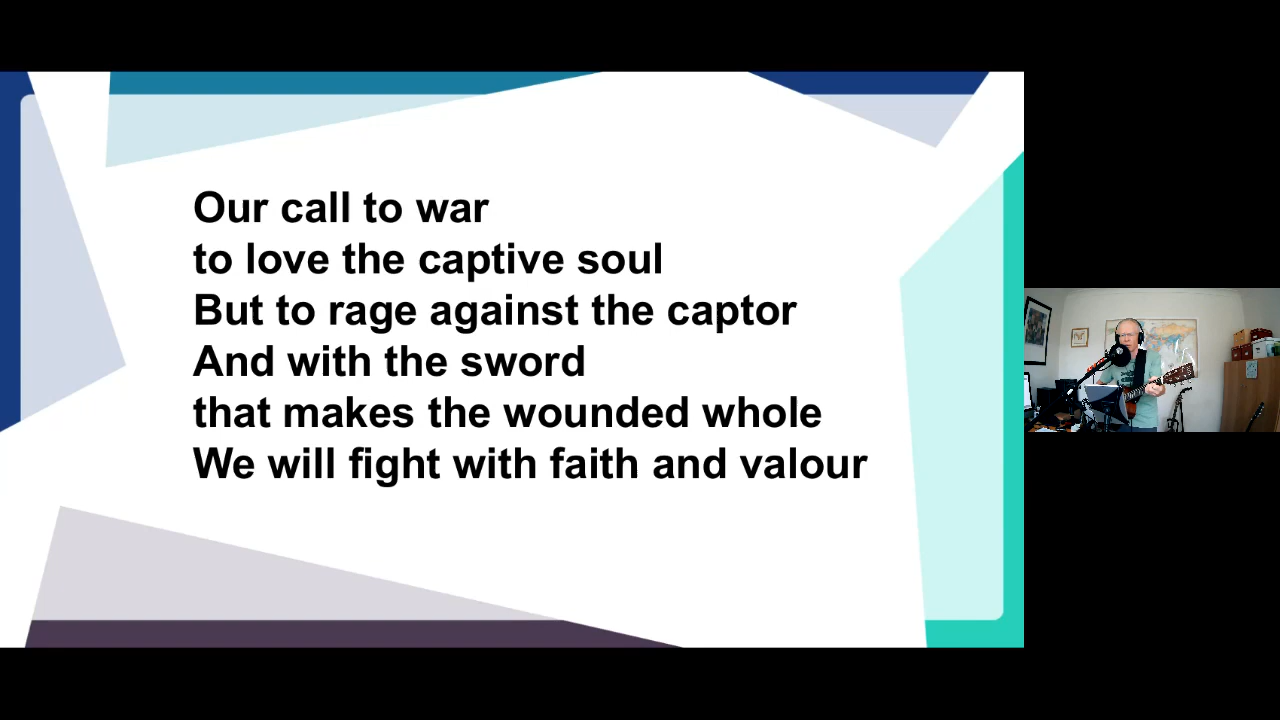 Our call to war
to love the captive soul
But to rage against the captor
And with the sword
that makes the wounded whole
We will fight with faith and valour